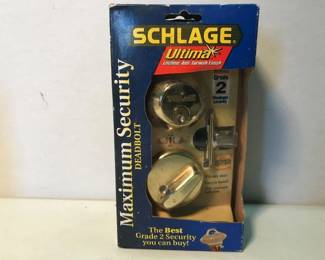 SCHLAGE
Ultima
Lifetime Anti-Tarnish Finish
Grade
2
Maximum Security
DEADBOLT
The Best
Grade 2 Security
you can buy!